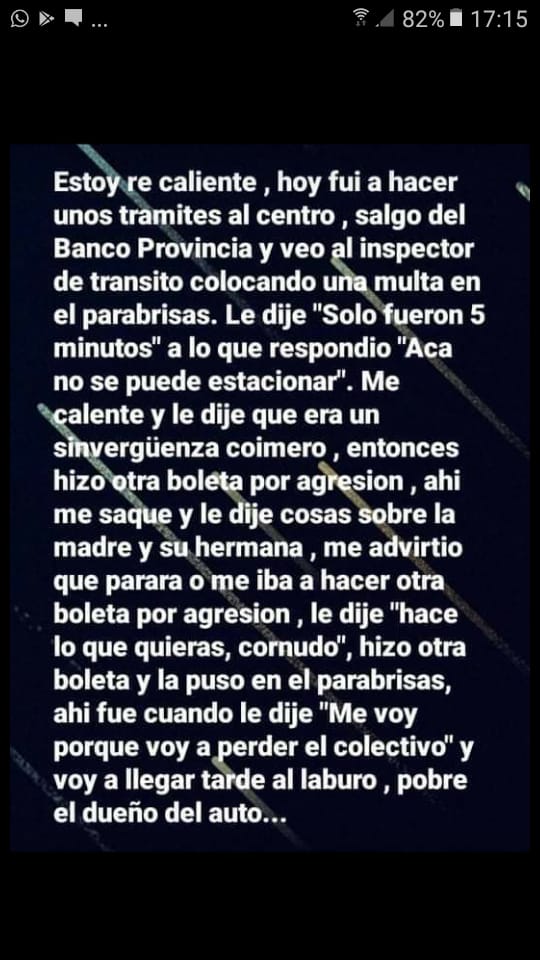 ... 82% 17:15
Estoy re caliente , hoy fui a hacer
unos tramites al centro , salgo del
Banco Provincia y veo al inspector
de transito colocando una multa en
el parabrisas. Le dije "Solo fueron 5
minutos" a lo que respondio "Aca
no se puede estacionar". Me
calente y le dije que era un
sinvergüenza coimero , entonces
hizo otra boleta por agresion , ahi
me saque y le dije cosas sobre la
madre y su hermana , me advirtio
que parara o me iba a hacer otra
boleta por agresion , le dije "hace
lo que quieras, cornudo", hizo otra
boleta y la puso en el parabrisas,
ahi fue cuando le dije "Me voy
porque voy a perder el colectivo" y
voy a llegar tarde al laburo , pobre
el dueño del auto...